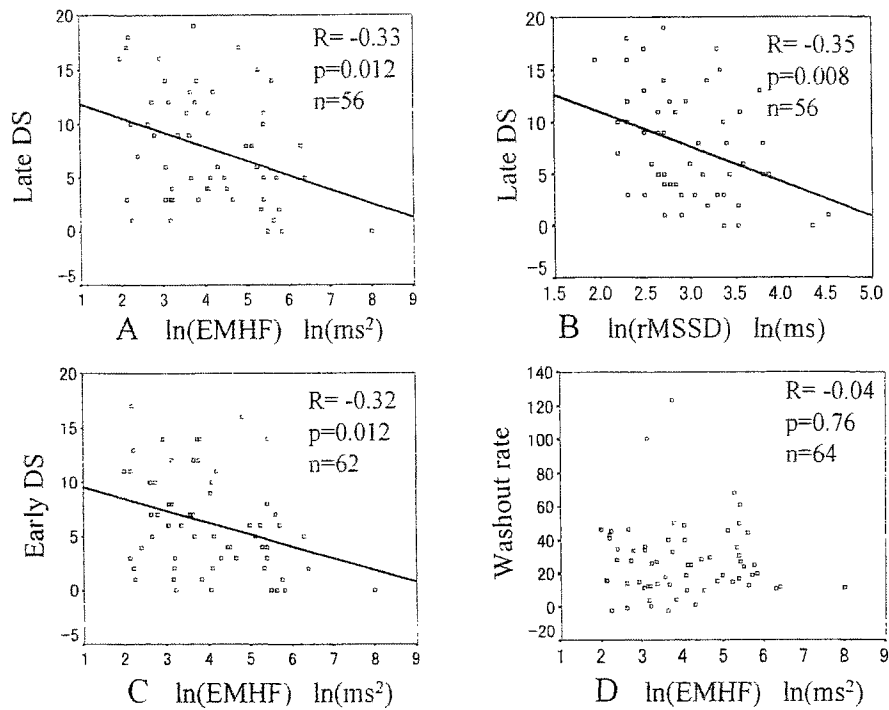 20
15
10
5
0
−5
Late DS
R= -0.33
p=0.012
n=56
1 2 3 4 5 6 7 8 9
A ln(EMHF) ln(ms²)
20
15
10
5
0
−5
Late DS
R= -0.35
p=0.008
n=56
1.5 2.0 2.5 3.0 3.5 4.0 4.5 5.0
B ln(rMSSD) ln(ms)
20
15
10
5
0
−5
Early DS
R= -0.32
p=0.012
n=62
1 2 3 4 5 6 7 8 9
C ln(EMHF) ln(ms²)
140
120
100
80
60
40
20
0
−20
Washout rate
R= -0.04
p=0.76
n=64
1 2 3 4 5 6 7 8 9
D ln(EMHF) ln(ms²)